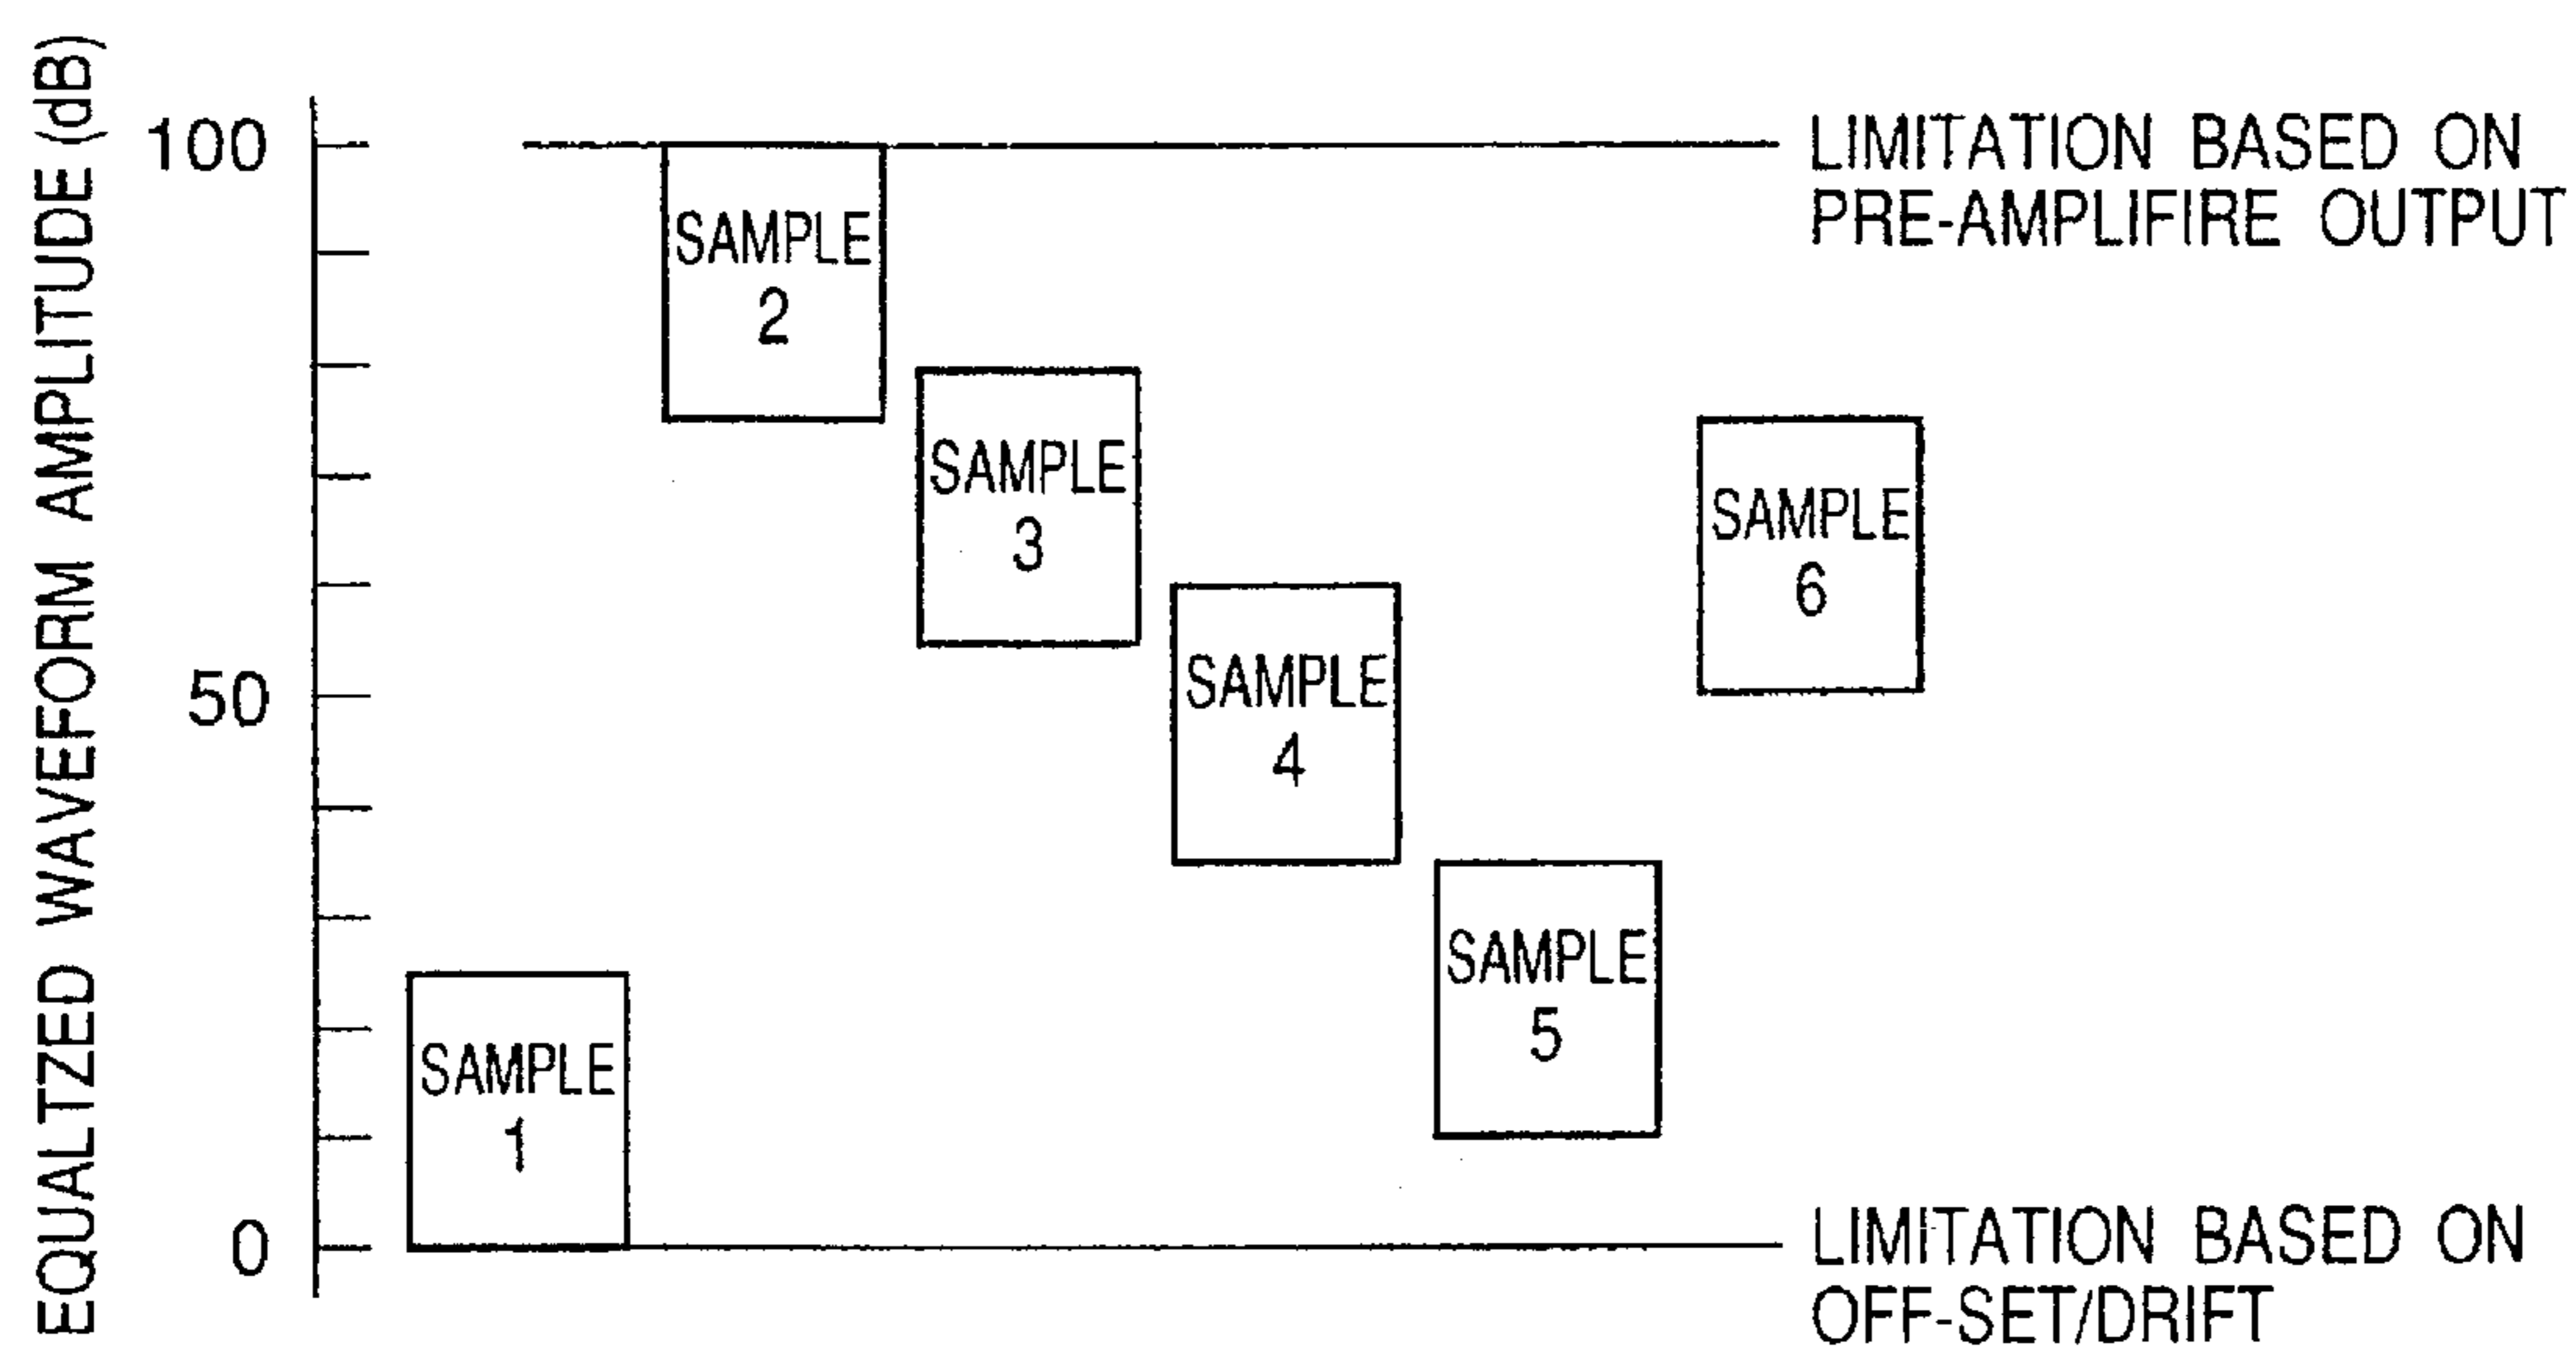 EQUALTZED WAVEFORM AMPLITUDE (dB)
100
50
0
LIMITATION BASED ON
PRE-AMPLIFIRE OUTPUT
SAMPLE
2
SAMPLE
3
SAMPLE
6
SAMPLE
4
SAMPLE
5
SAMPLE
1
LIMITATION BASED ON
OFF-SET/DRIFT